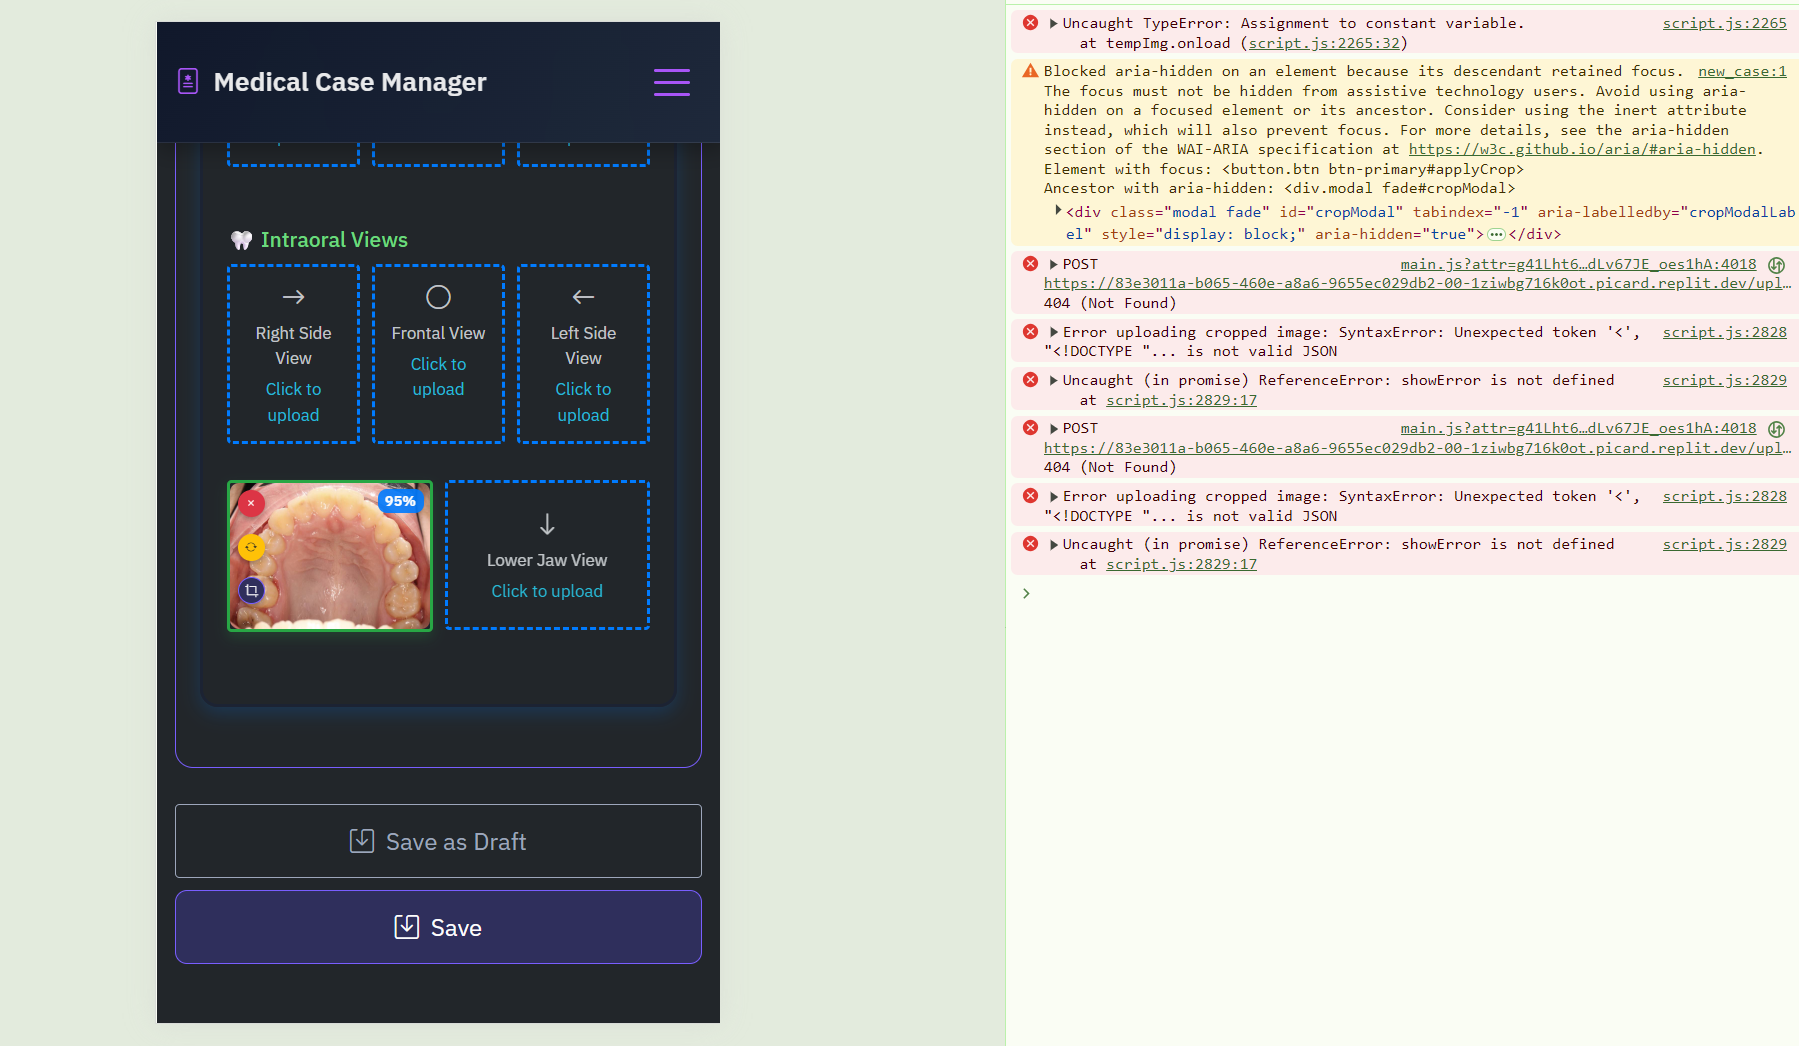 Medical Case Manager
Intraoral Views
Right Side View
Click to upload
Frontal View
Click to upload
Left Side View
Click to upload
95%
Lower Jaw View
Click to upload
Save as Draft
Save
Uncaught TypeError: Assignment to constant variable. script.js:2265
at tempImg.onload (script.js:2265:32)
Blocked aria-hidden on an element because its descendant retained focus. new_case:1
The focus must not be hidden from assistive technology users. Avoid using aria-
hidden on a focused element or its ancestor. Consider using the inert attribute
instead, which will also prevent focus. For more details, see the aria-hidden
section of the WAI-ARIA specification at https://w3c.github.io/aria/#aria-hidden.
Element with focus: <button.btn btn-primary#applyCrop>
Ancestor with aria-hidden: <div.modal fade#cropModal>
<div class="modal fade" id="cropModal" tabindex="-1" aria-labelledby="cropModalLab
el" style="display: block;" aria-hidden="true">…</div>
POST main.js?attr=g41Lht6…dLv67JE_oes1hA:4018
https://83e3011a-b065-460e-a8a6-9655ec029db2-00-1ziwbg716k0ot.picard.replit.dev/upl…
404 (Not Found)
Error uploading cropped image: SyntaxError: Unexpected token '<', script.js:2828
"<!DOCTYPE "... is not valid JSON
Uncaught (in promise) ReferenceError: showError is not defined script.js:2829
at script.js:2829:17
POST main.js?attr=g41Lht6…dLv67JE_oes1hA:4018
https://83e3011a-b065-460e-a8a6-9655ec029db2-00-1ziwbg716k0ot.picard.replit.dev/upl…
404 (Not Found)
Error uploading cropped image: SyntaxError: Unexpected token '<', script.js:2828
"<!DOCTYPE "... is not valid JSON
Uncaught (in promise) ReferenceError: showError is not defined script.js:2829
at script.js:2829:17